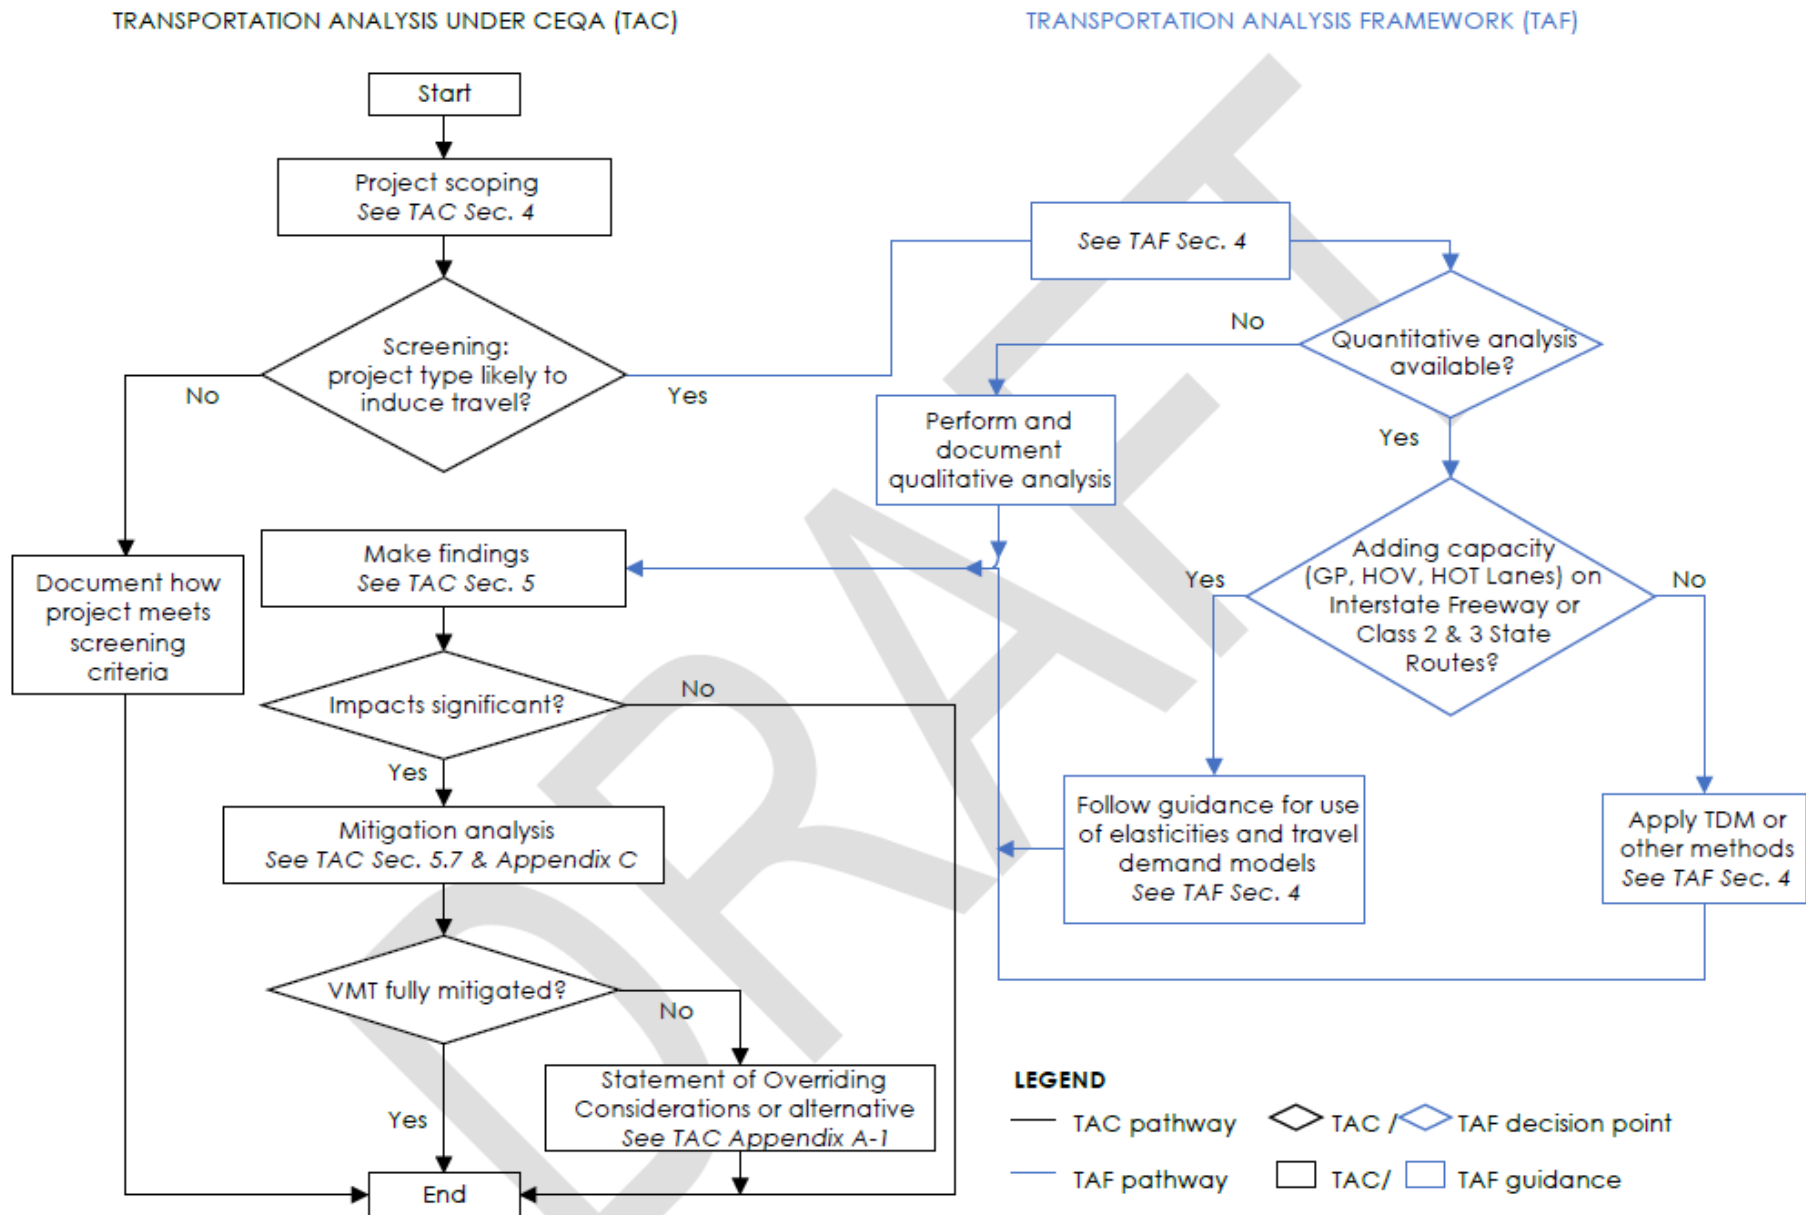 TRANSPORTATION ANALYSIS UNDER CEQA (TAC)
TRANSPORTATION ANALYSIS FRAMEWORK (TAF)
Start
Project scoping
See TAC Sec. 4
Screening:
project type likely to
induce travel?
No
Yes
Document how
project meets
screening
criteria
Make findings
See TAC Sec. 5
Impacts significant?
No
Yes
Mitigation analysis
See TAC Sec. 5.7 & Appendix C
VMT fully mitigated?
No
Yes
Statement of Overriding
Considerations or alternative
See TAC Appendix A-1
End
See TAF Sec. 4
Quantitative analysis
available?
No
Yes
Perform and
document
qualitative analysis
Adding capacity
(GP, HOV, HOT Lanes) on
Interstate Freeway or
Class 2 & 3 State
Routes?
Yes
No
Follow guidance for use
of elasticities and travel
demand models
See TAF Sec. 4
Apply TDM or
other methods
See TAF Sec. 4
LEGEND
TAC pathway
TAC /
TAF decision point
TAF pathway
TAC/
TAF guidance
DRAFT